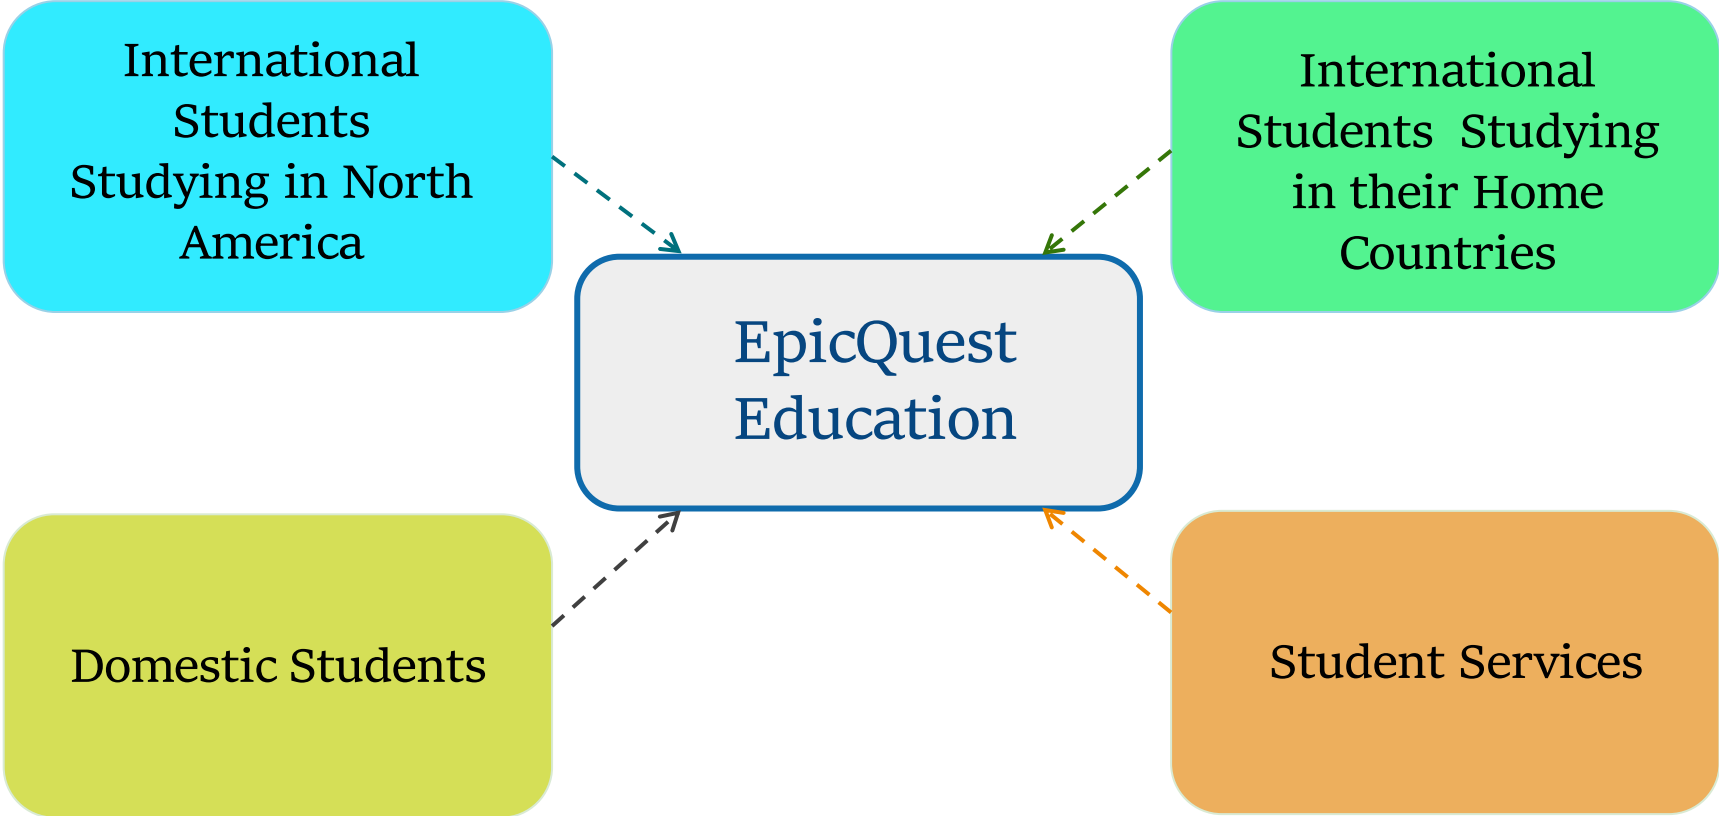 International
Students
Studying in North
America
International
Students  Studying
in their Home
Countries
EpicQuest
Education
Domestic Students
Student Services